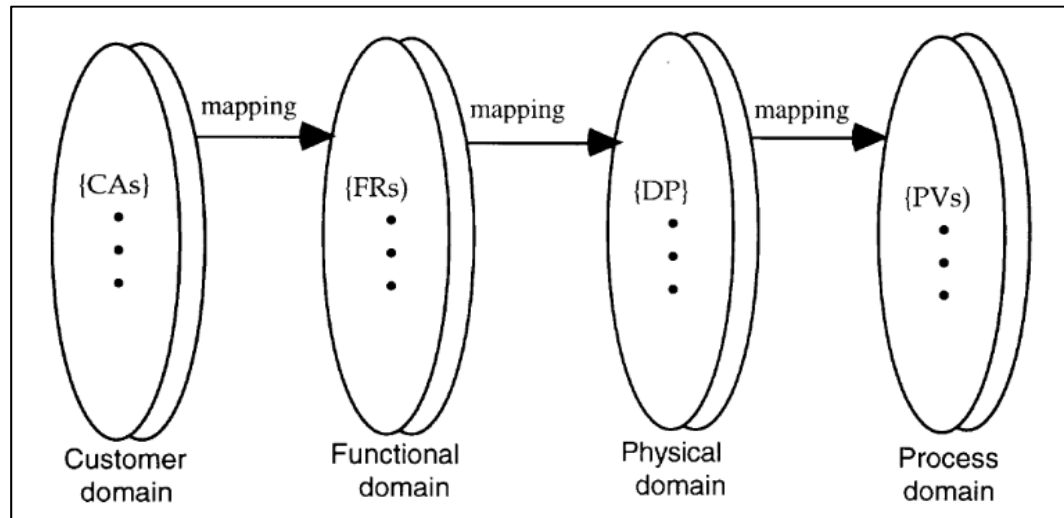 mapping
mapping
mapping
{CAs}
{FRs)
{DP}
{PVs)
Customer
domain
Functional
domain
Physical
domain
Process
domain